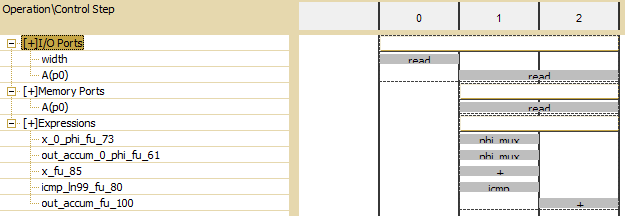 Operation\Control Step
0 1 2
[+]I/O Ports
width read
A(p0) read
[+]Memory Ports
A(p0) read
[+]Expressions
x_0_phi_fu_73 phi_mux
out_accum_0_phi_fu_61 phi_mux
x_fu_85 +
icmp_ln99_fu_80 icmp
out_accum_fu_100 +